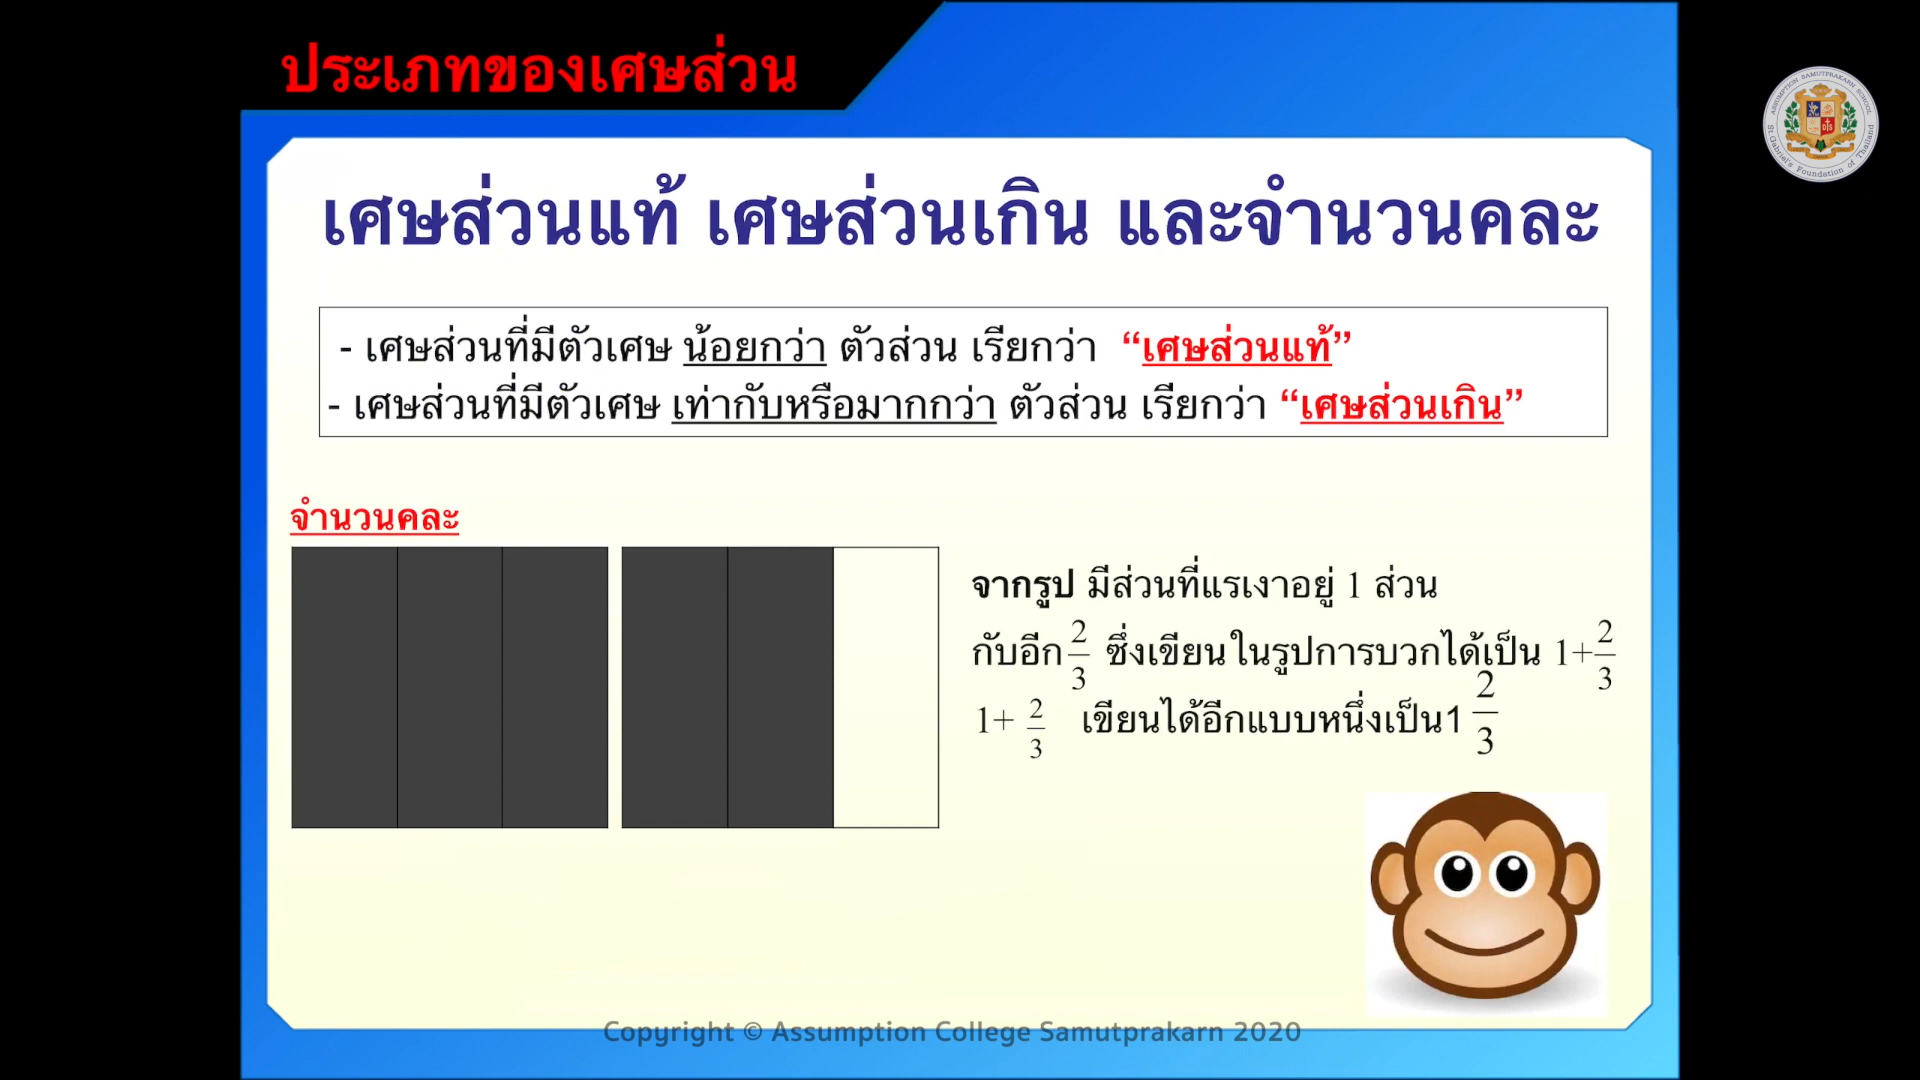 ประเภทของเศษส่วน
ASSUMPTION SAMUTPRAKARN SCHOOL
St.Gabriel's Foundation of Thailand
เศษส่วนแท้ เศษส่วนเกิน และจำนวนคละ
- เศษส่วนที่มีตัวเศษ น้อยกว่า ตัวส่วน เรียกว่า “เศษส่วนแท้”
- เศษส่วนที่มีตัวเศษ เท่ากับหรือมากกว่า ตัวส่วน เรียกว่า “เศษส่วนเกิน”
จำนวนคละ
จากรูป มีส่วนที่แรเงาอยู่ 1 ส่วน
กับอีก 2/3 ซึ่งเขียนในรูปการบวกได้เป็น 1+2/3
1+ 2/3 เขียนได้อีกแบบหนึ่งเป็น1 2/3
Copyright © Assumption College Samutprakarn 2020